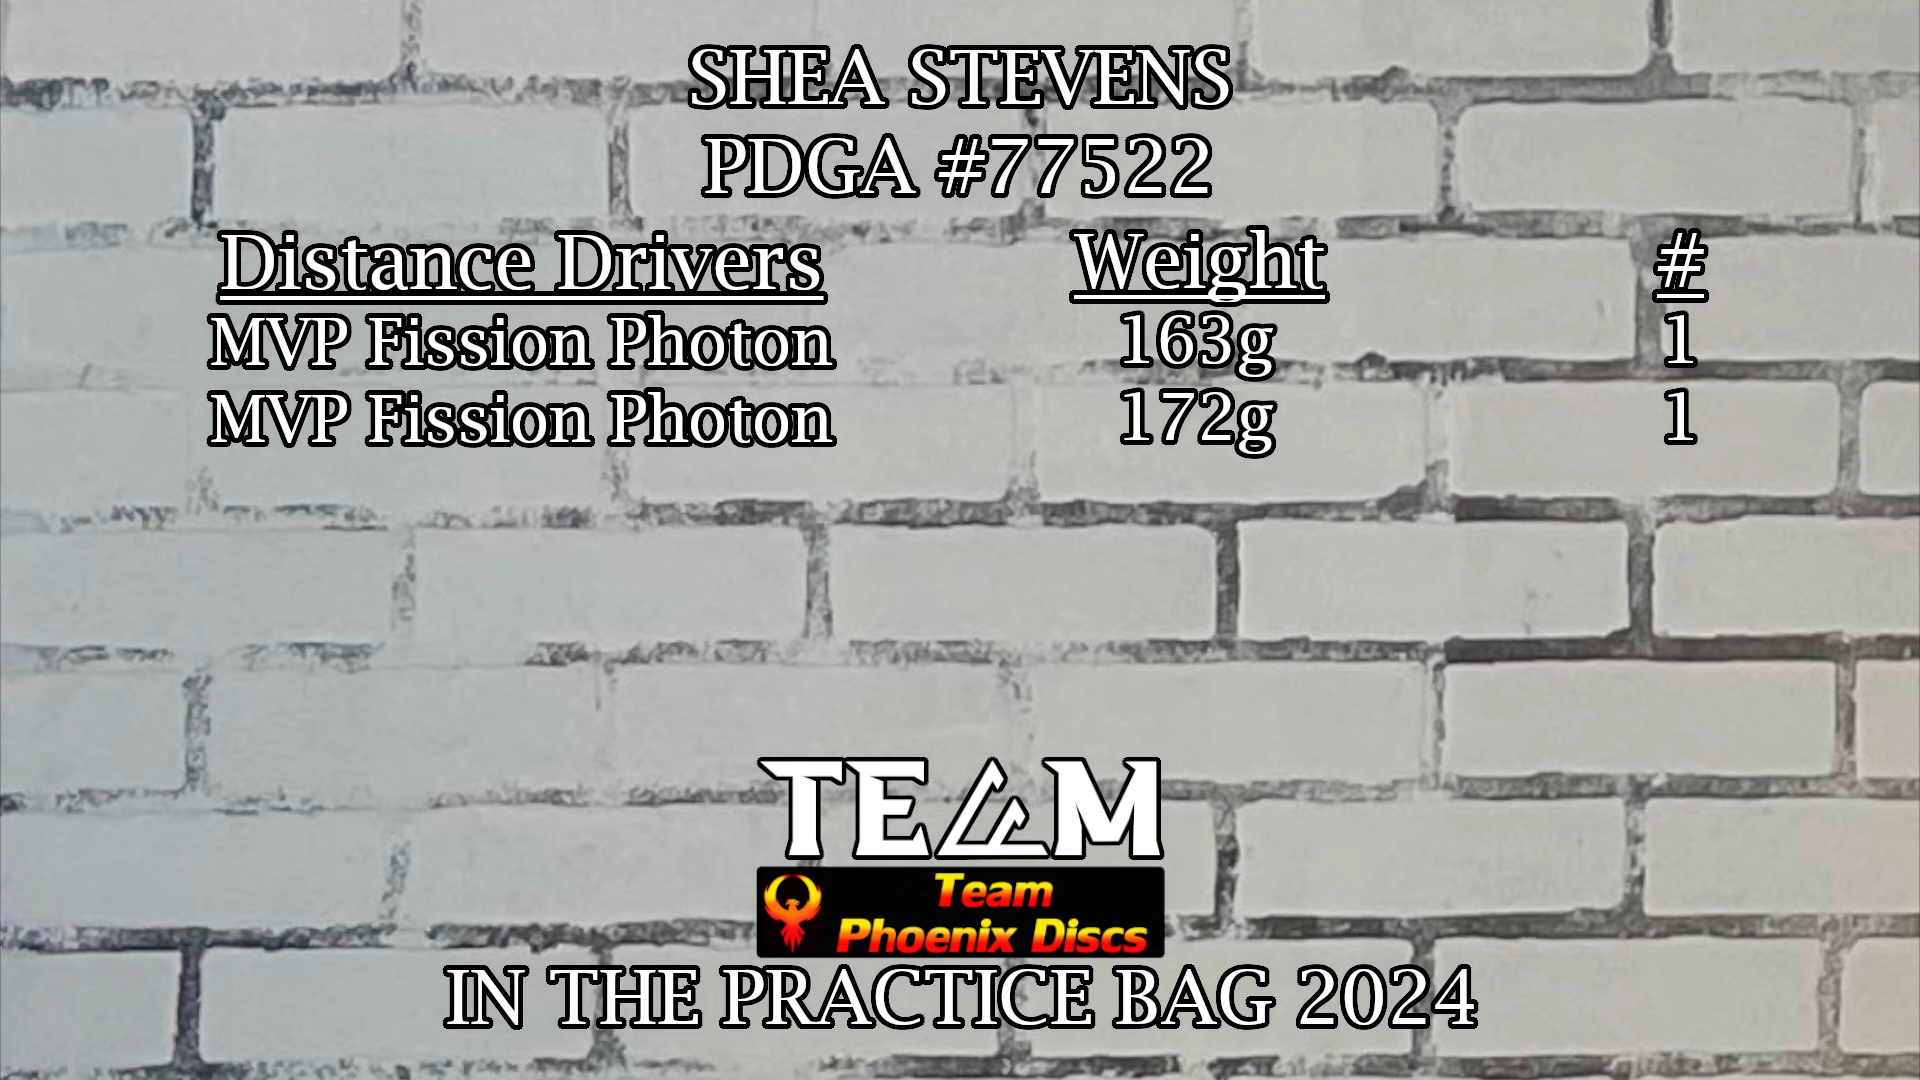 SHEA STEVENS
PDGA #77522
Distance Drivers Weight #
MVP Fission Photon 163g 1
MVP Fission Photon 172g 1
TEAM
Team
Phoenix Discs
IN THE PRACTICE BAG 2024